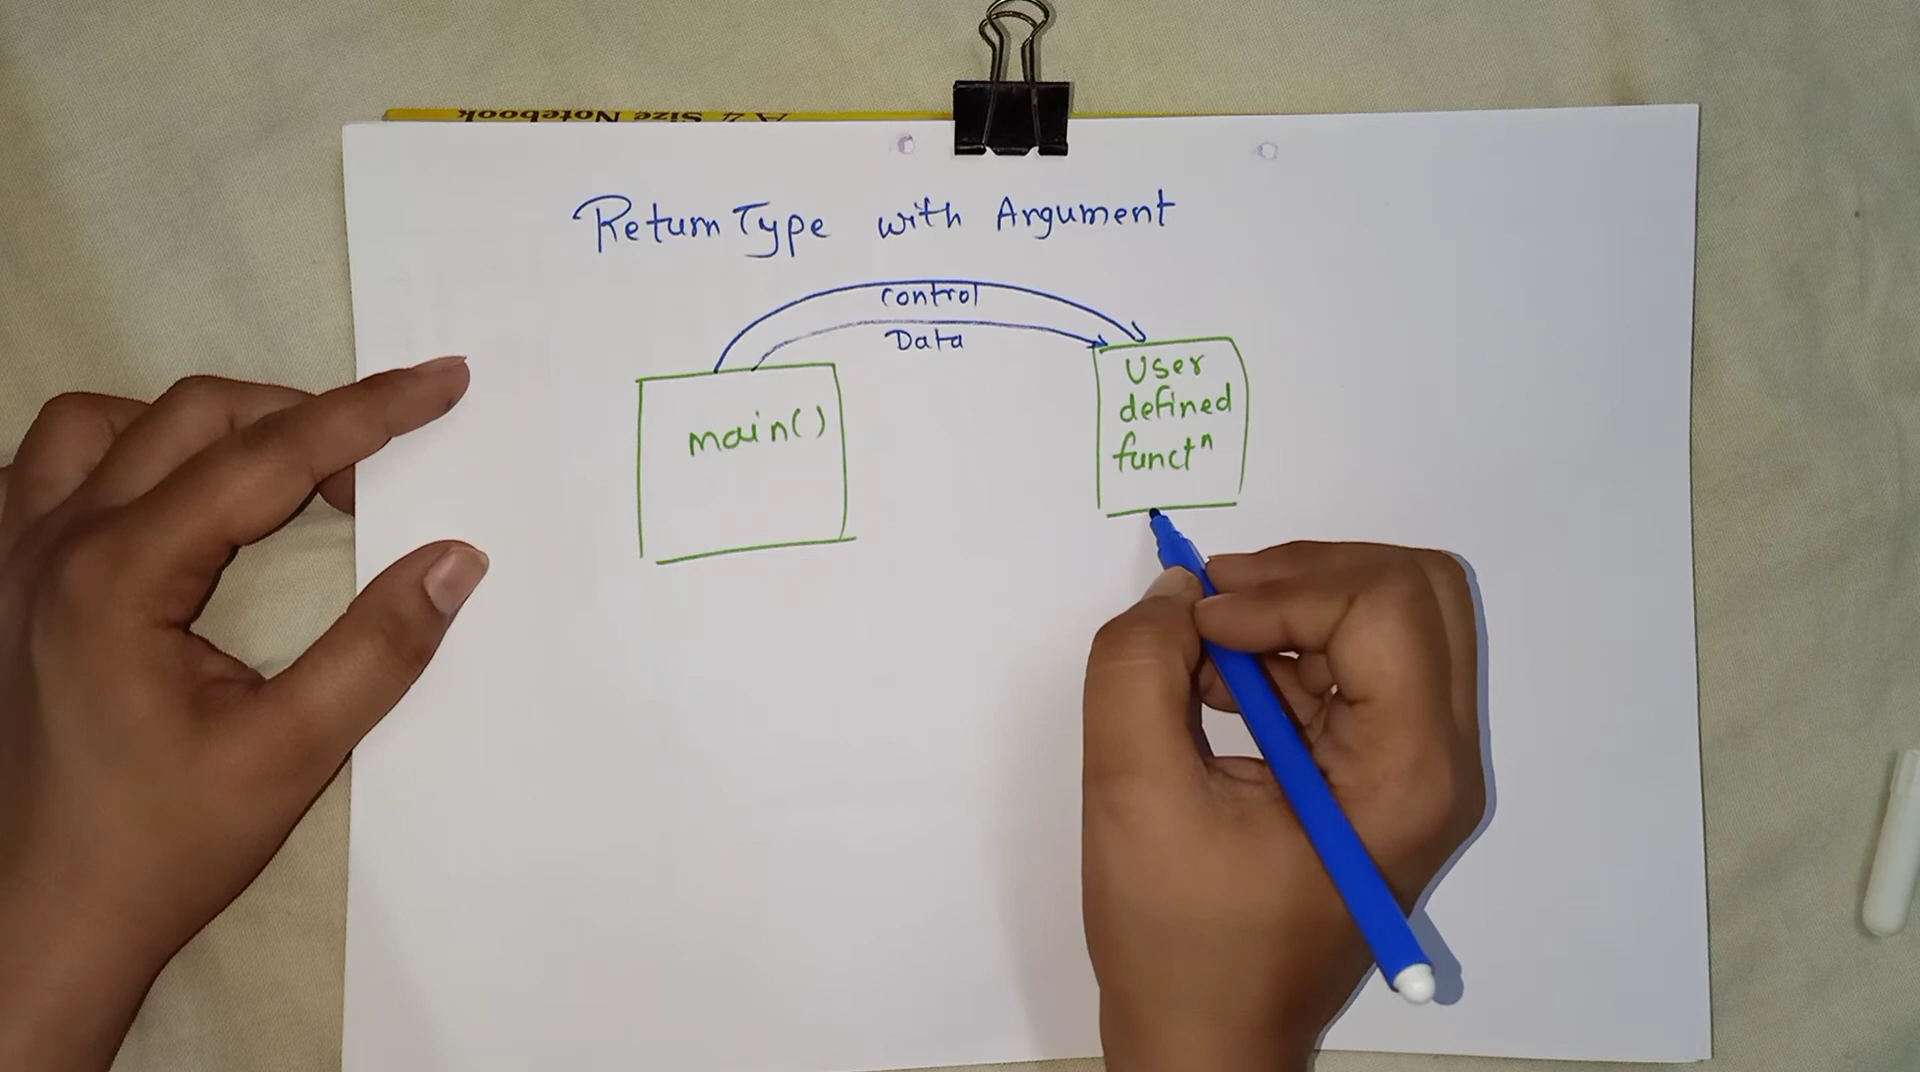 A4 Size Notebook
Return Type with Argument
control
Data
main()
User
defined
functⁿ